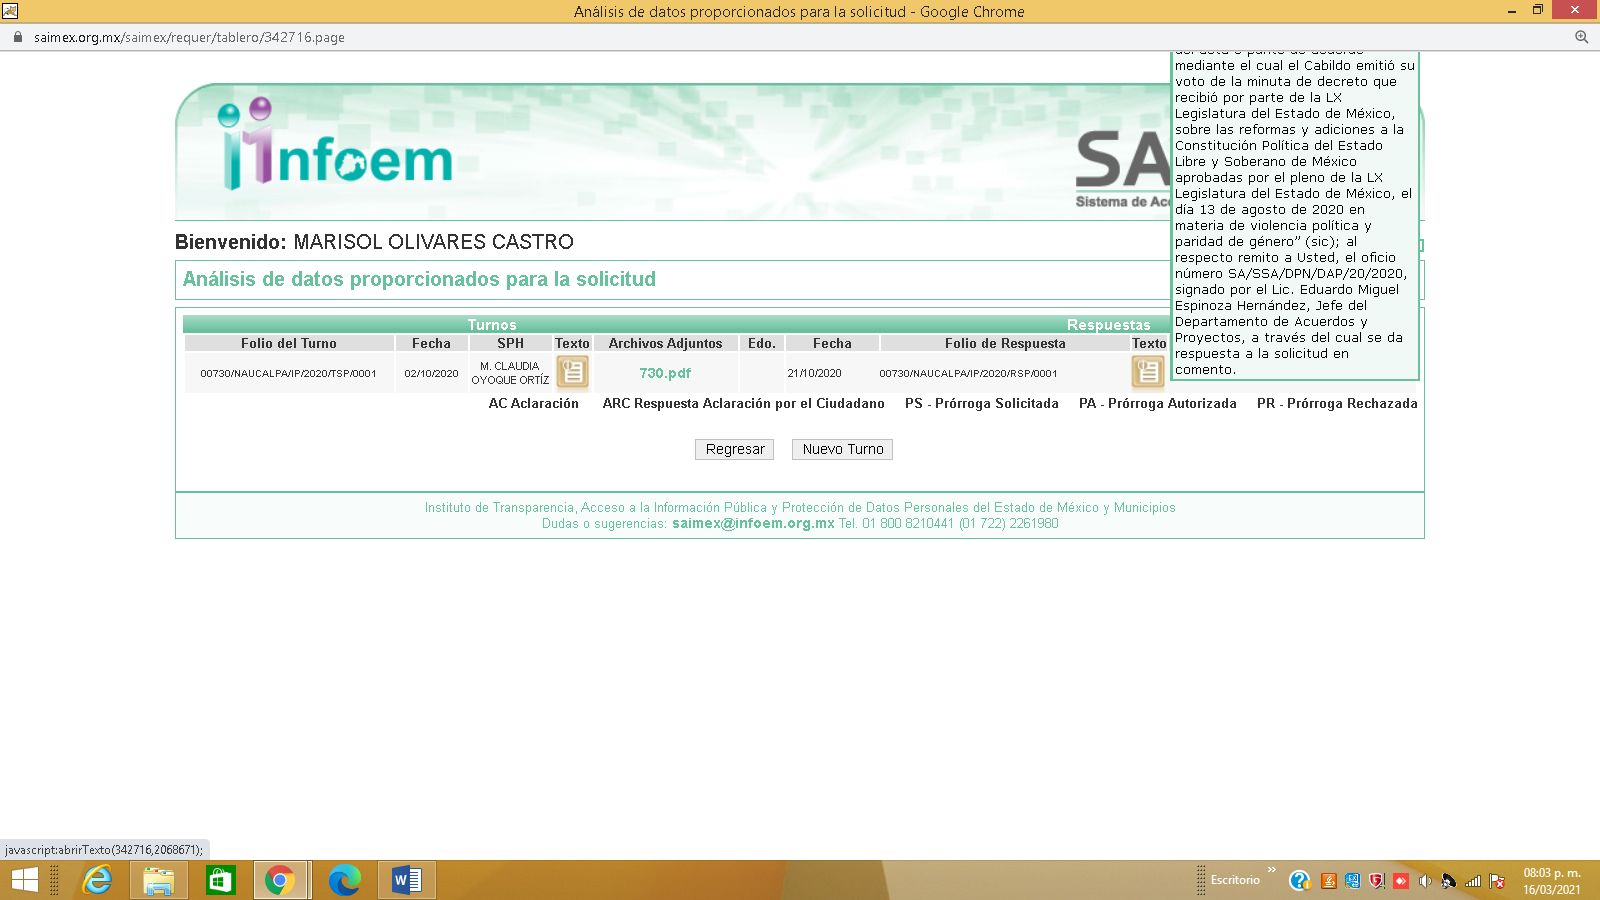 Análisis de datos proporcionados para la solicitud - Google Chrome
saimex.org.mx/saimex/requer/tablero/342716.page
infoem
SA
Sistema de Acc
mediante el cual el Cabildo emitió su
voto de la minuta de decreto que
recibió por parte de la LX
Legislatura del Estado de México,
sobre las reformas y adiciones a la
Constitución Política del Estado
Libre y Soberano de México
aprobadas por el pleno de la LX
Legislatura del Estado de México, el
día 13 de agosto de 2020 en
materia de violencia política y
paridad de género" (sic); al
respecto remito a Usted, el oficio
número SA/SSA/DPN/DAP/20/2020,
signado por el Lic. Eduardo Miguel
Espinoza Hernández, Jefe del
Departamento de Acuerdos y
Proyectos, a través del cual se da
respuesta a la solicitud en
comento.
Bienvenido: MARISOL OLIVARES CASTRO
Análisis de datos proporcionados para la solicitud
Turnos Respuestas
Folio del Turno Fecha SPH Texto Archivos Adjuntos Edo. Fecha Folio de Respuesta Texto
00730/NAUCALPA/IP/2020/TSP/0001 02/10/2020 M. CLAUDIA OYOQUE ORTÍZ 730.pdf 21/10/2020 00730/NAUCALPA/IP/2020/RSP/0001
AC Aclaración ARC Respuesta Aclaración por el Ciudadano PS - Prórroga Solicitada PA - Prórroga Autorizada PR - Prórroga Rechazada
Regresar Nuevo Turno
Instituto de Transparencia, Acceso a la Información Pública y Protección de Datos Personales del Estado de México y Municipios
Dudas o sugerencias: saimex@infoem.org.mx Tel. 01 800 8210441 (01 722) 2261980
javascript:abrirTexto(342716,2068671);
Escritorio
08:03 p. m.
16/03/2021